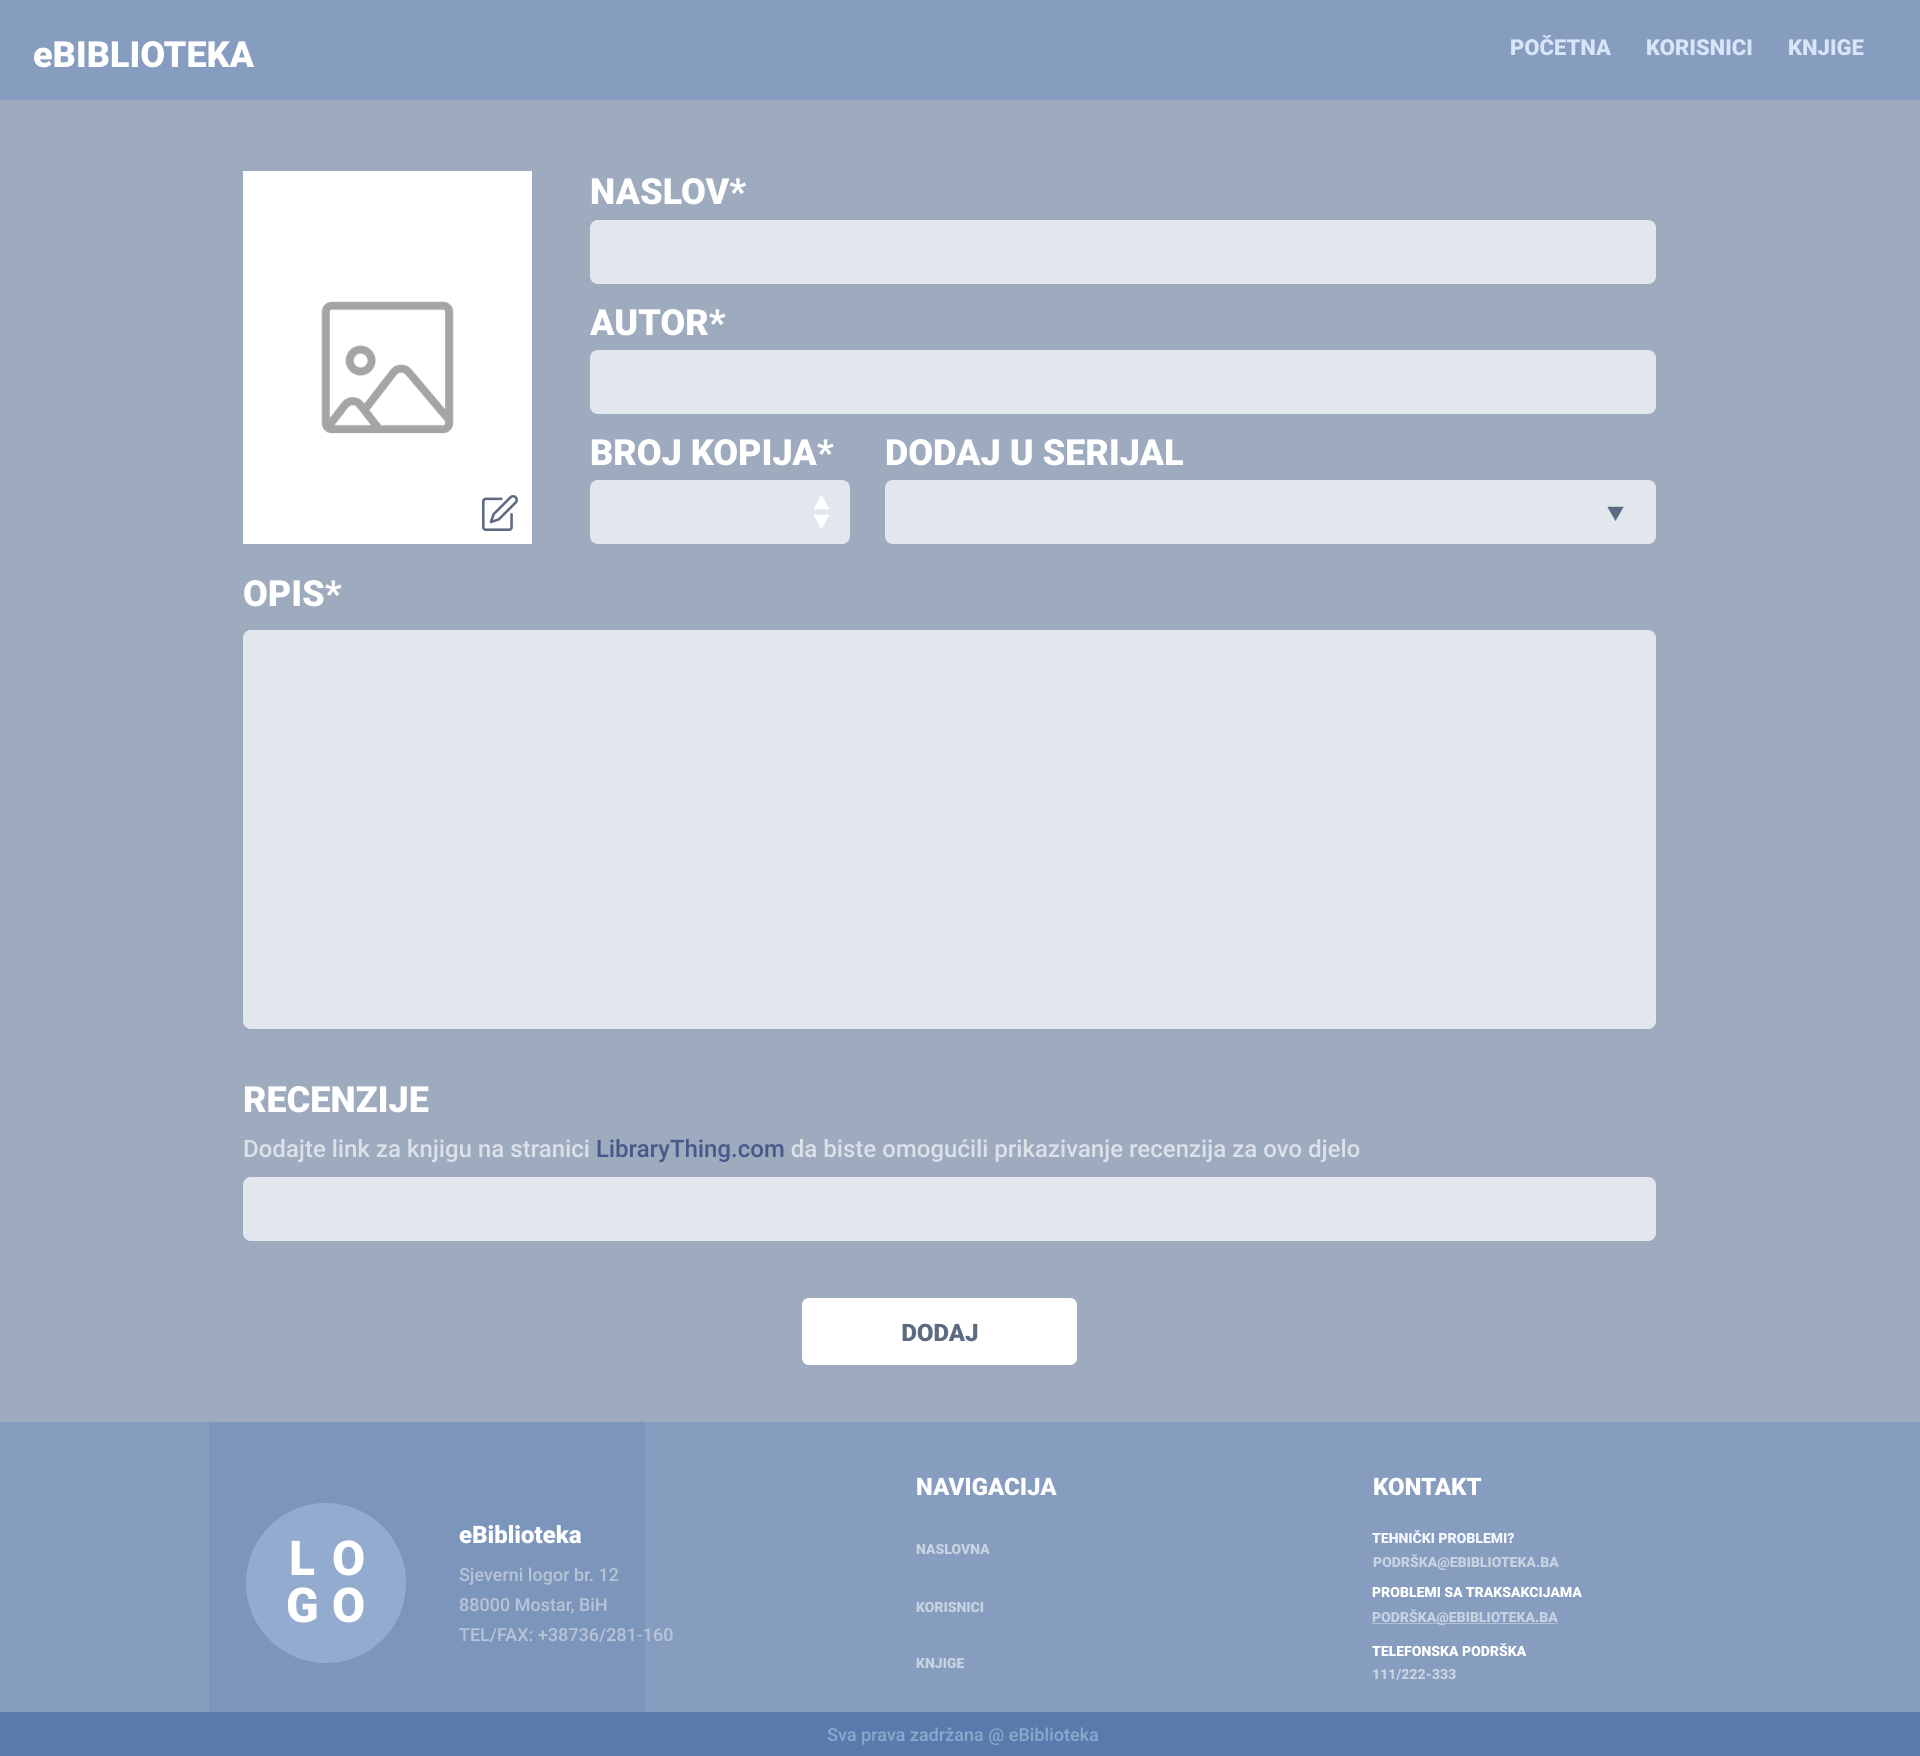 eBIBLIOTEKA
POČETNA KORISNICI KNJIGE
NASLOV*
AUTOR*
BROJ KOPIJA* DODAJ U SERIJAL
OPIS*
RECENZIJE
Dodajte link za knjigu na stranici LibraryThing.com da biste omogućili prikazivanje recenzija za ovo djelo
DODAJ
L O
G O
eBiblioteka
Sjeverni logor br. 12
88000 Mostar, BiH
TEL/FAX: +38736/281-160
NAVIGACIJA
NASLOVNA
KORISNICI
KNJIGE
KONTAKT
TEHNIČKI PROBLEMI?
PODRŠKA@EBIBLIOTEKA.BA
PROBLEMI SA TRAKSAKCIJAMA
PODRŠKA@EBIBLIOTEKA.BA
TELEFONSKA PODRŠKA
111/222-333
Sva prava zadržana @ eBiblioteka